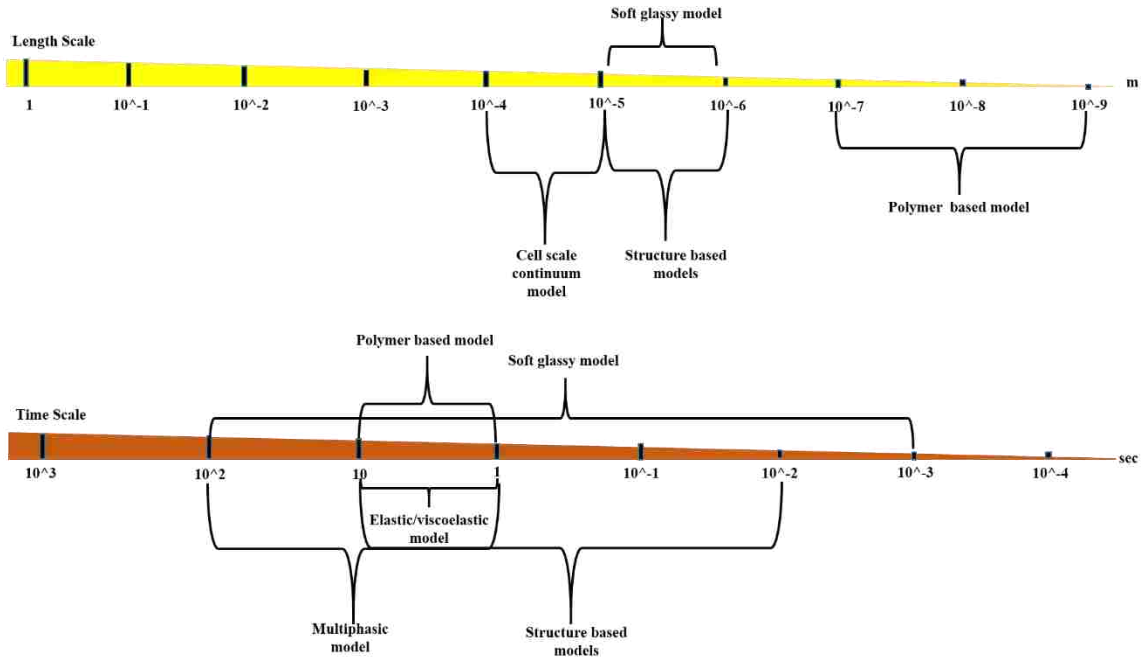 Soft glassy model
Length Scale
m
1 10^-1 10^-2 10^-3 10^-4 10^-5 10^-6 10^-7 10^-8 10^-9
Polymer based model
Cell scale
continuum
model
Structure based
models
Polymer based model
Soft glassy model
Time Scale
sec
10^3 10^2 10 1 10^-1 10^-2 10^-3 10^-4
Elastic/viscoelastic
model
Multiphasic
model
Structure based
models